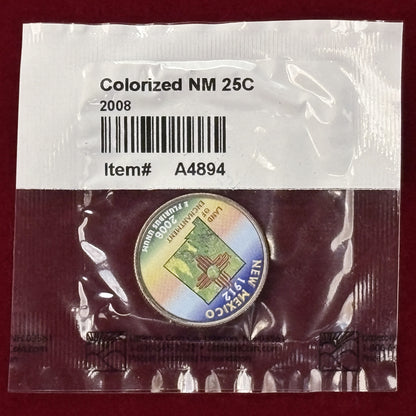 Colorized NM 25C
2008
Item# A4894
NEW MEXICO
1912
LAND
OF
ENCHANTMENT
2008
E PLURIBUS UNUM